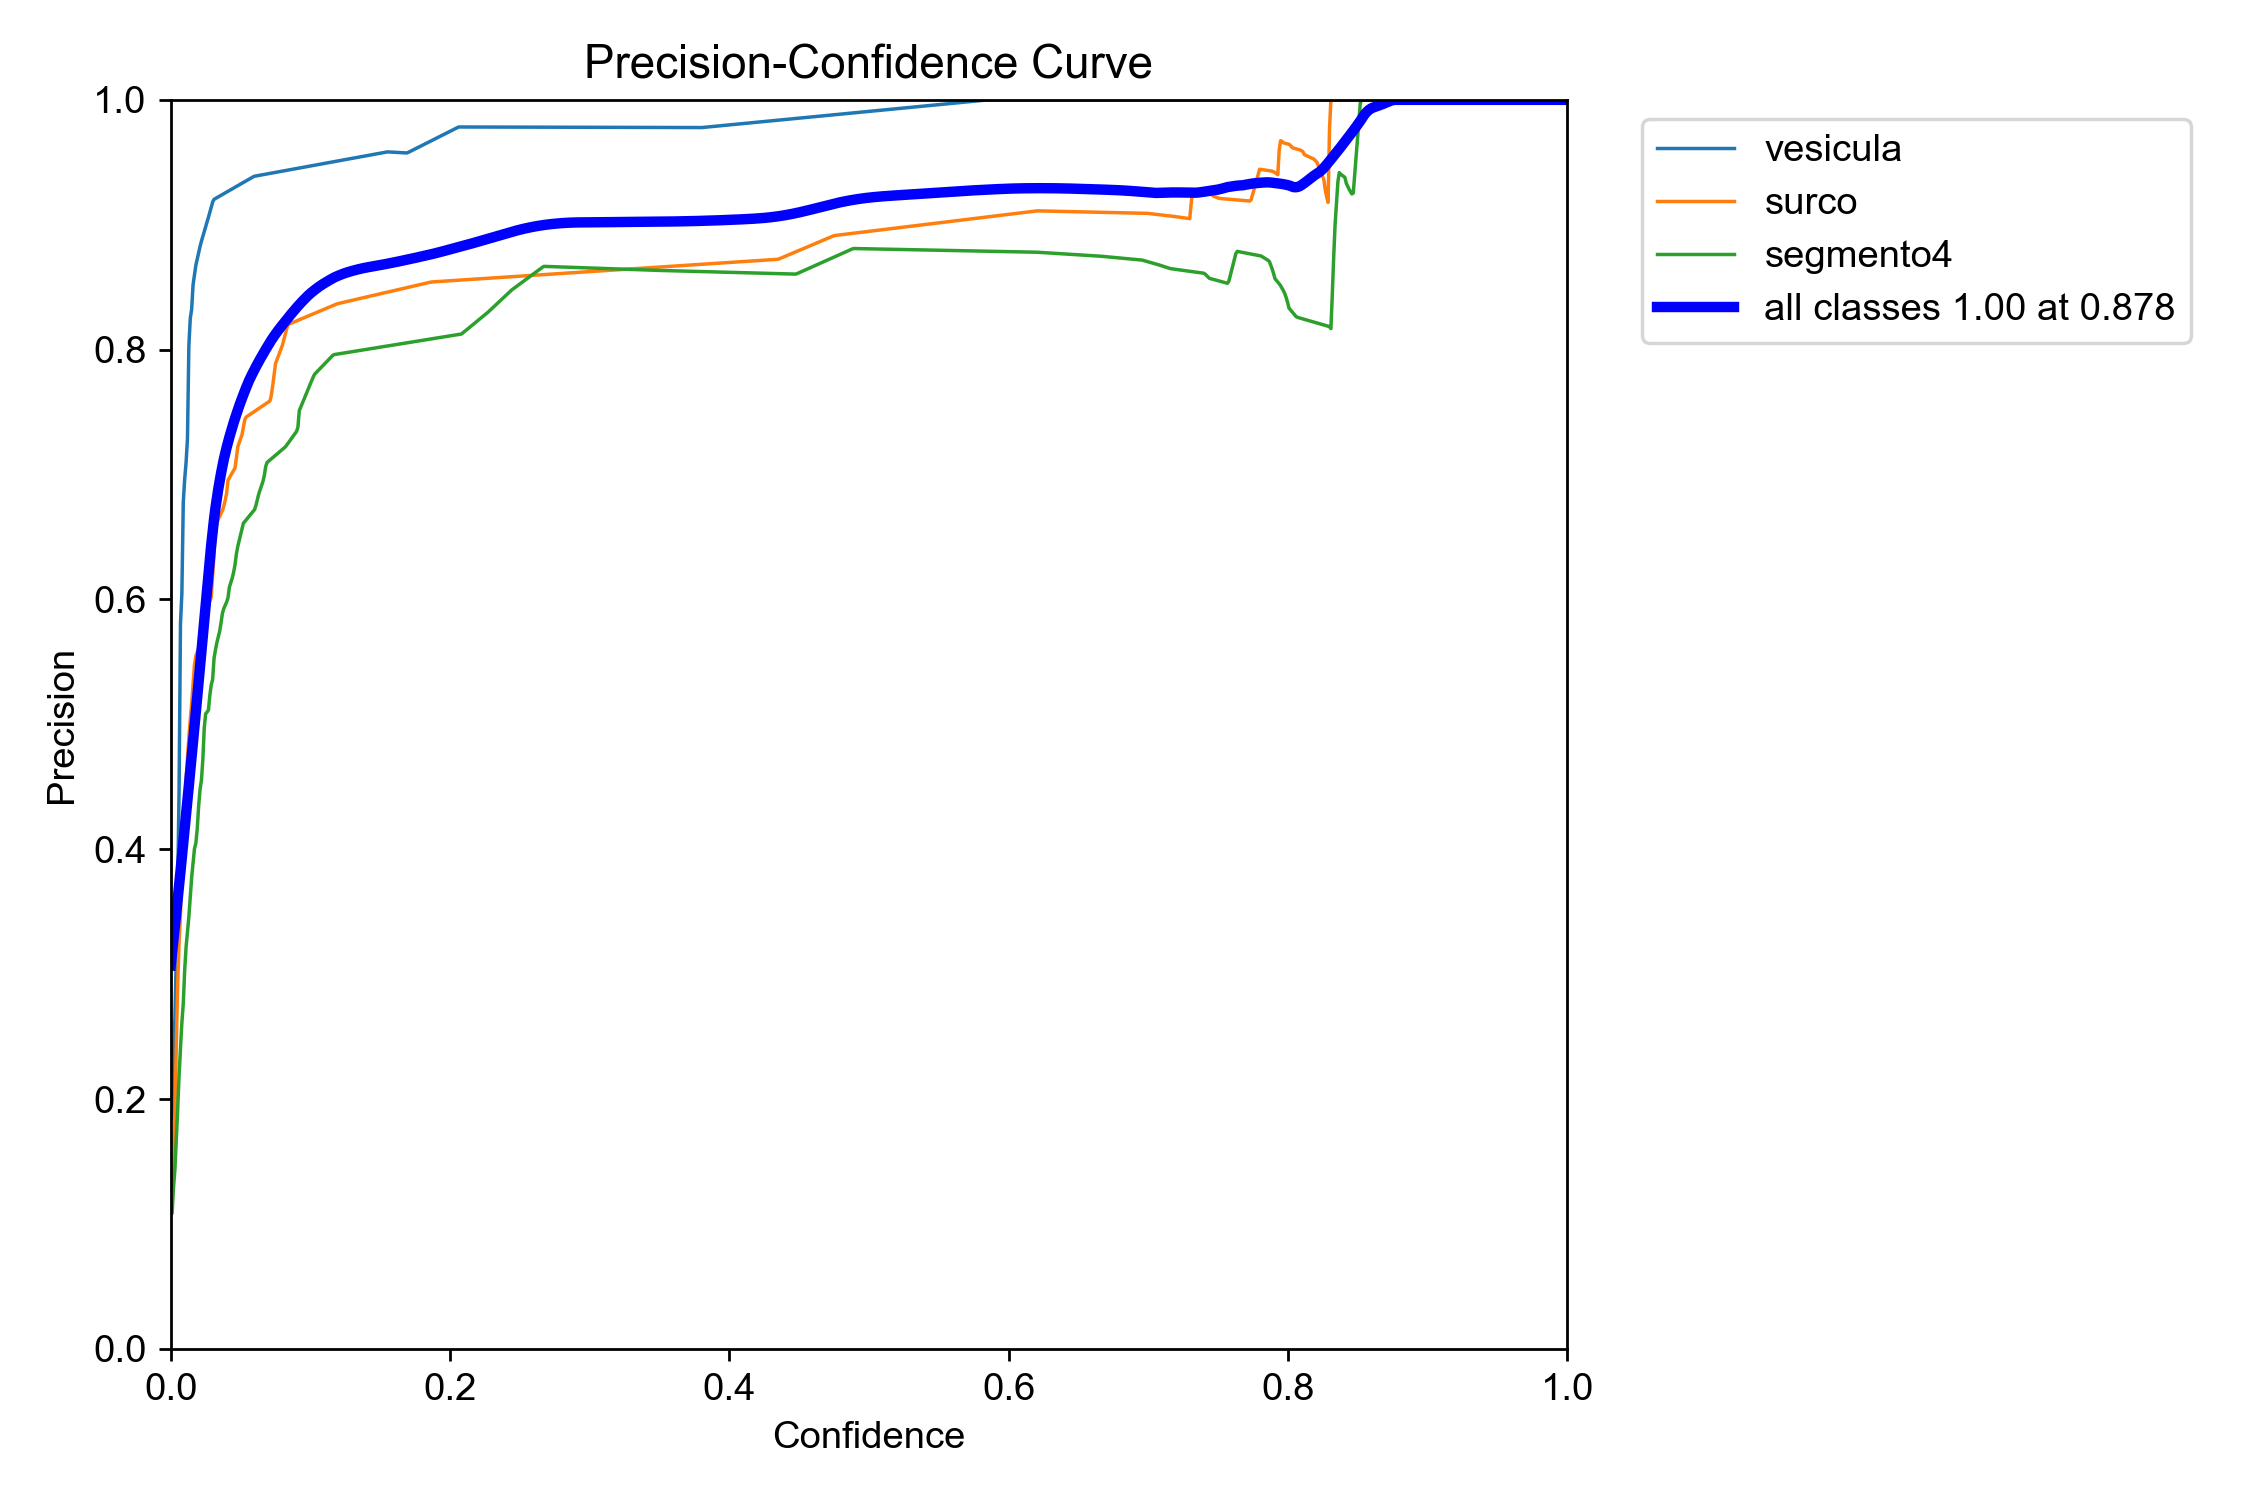 Precision-Confidence Curve
1.0
0.8
0.6
0.4
0.2
0.0
Precision
0.0 0.2 0.4 0.6 0.8 1.0
Confidence
vesicula
surco
segmento4
all classes 1.00 at 0.878